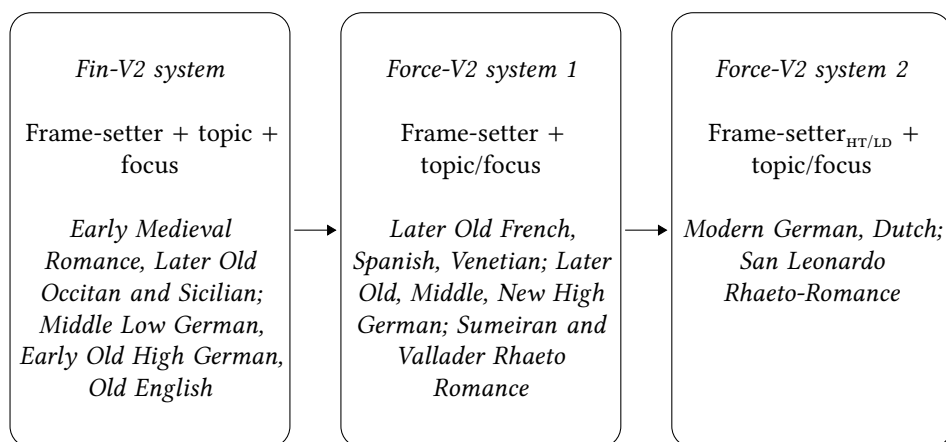 Fin-V2 system
Frame-setter + topic +
focus
Early Medieval
Romance, Later Old
Occitan and Sicilian;
Middle Low German,
Early Old High German,
Old English
Force-V2 system 1
Frame-setter +
topic/focus
Later Old French,
Spanish, Venetian; Later
Old, Middle, New High
German; Sumeiran and
Vallader Rhaeto
Romance
Force-V2 system 2
Frame-setter HT/LD +
topic/focus
Modern German, Dutch;
San Leonardo
Rhaeto-Romance